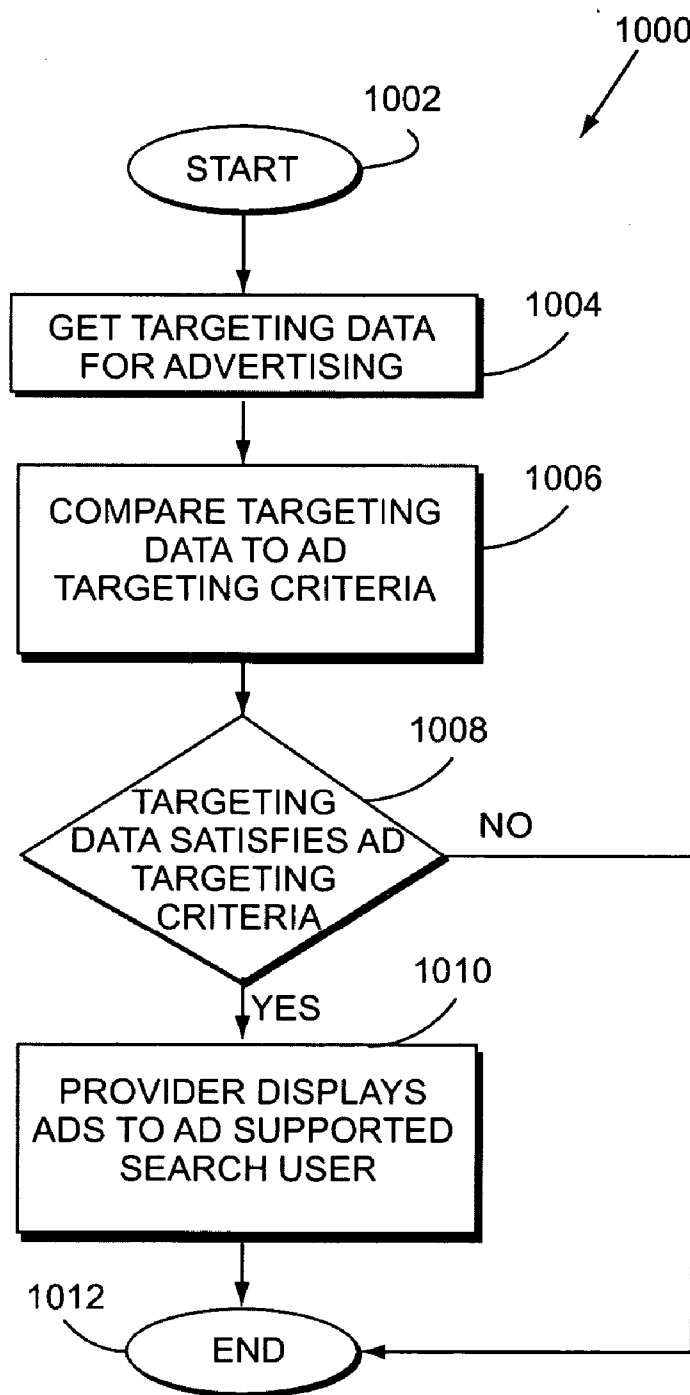 1000
1002
START
1004
GET TARGETING DATA
FOR ADVERTISING
1006
COMPARE TARGETING
DATA TO AD
TARGETING CRITERIA
1008
TARGETING
DATA SATISFIES AD
TARGETING
CRITERIA
NO
YES
1010
PROVIDER DISPLAYS
ADS TO AD SUPPORTED
SEARCH USER
1012
END